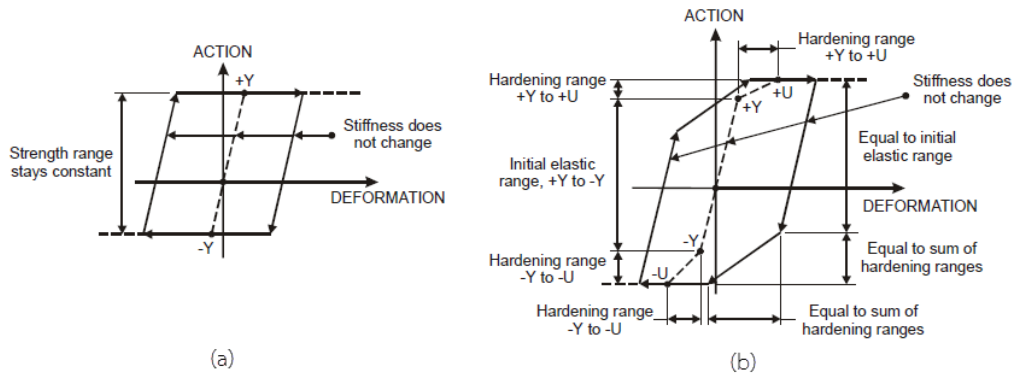 ACTION
+Y
Stiffness does
not change
Strength range
stays constant
DEFORMATION
-Y
(a)
ACTION
Hardening range
+Y to +U
Hardening range
+Y to +U
+U
+Y
Stiffness does
not change
Initial elastic
range, +Y to -Y
Equal to initial
elastic range
DEFORMATION
-Y
Hardening range
-Y to -U
-U
Equal to sum
of hardening ranges
Hardening range
-Y to -U
Equal to sum of
hardening ranges
(b)